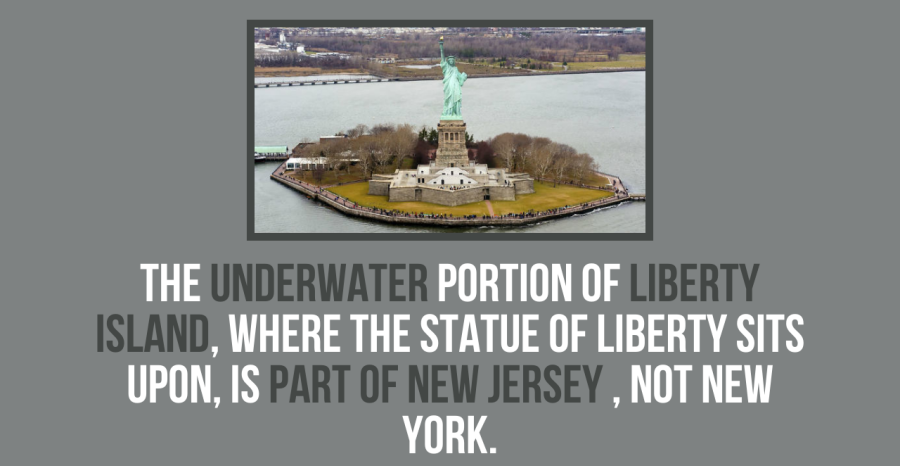 THE UNDERWATER PORTION OF LIBERTY
ISLAND, WHERE THE STATUE OF LIBERTY SITS
UPON, IS PART OF NEW JERSEY , NOT NEW
YORK.